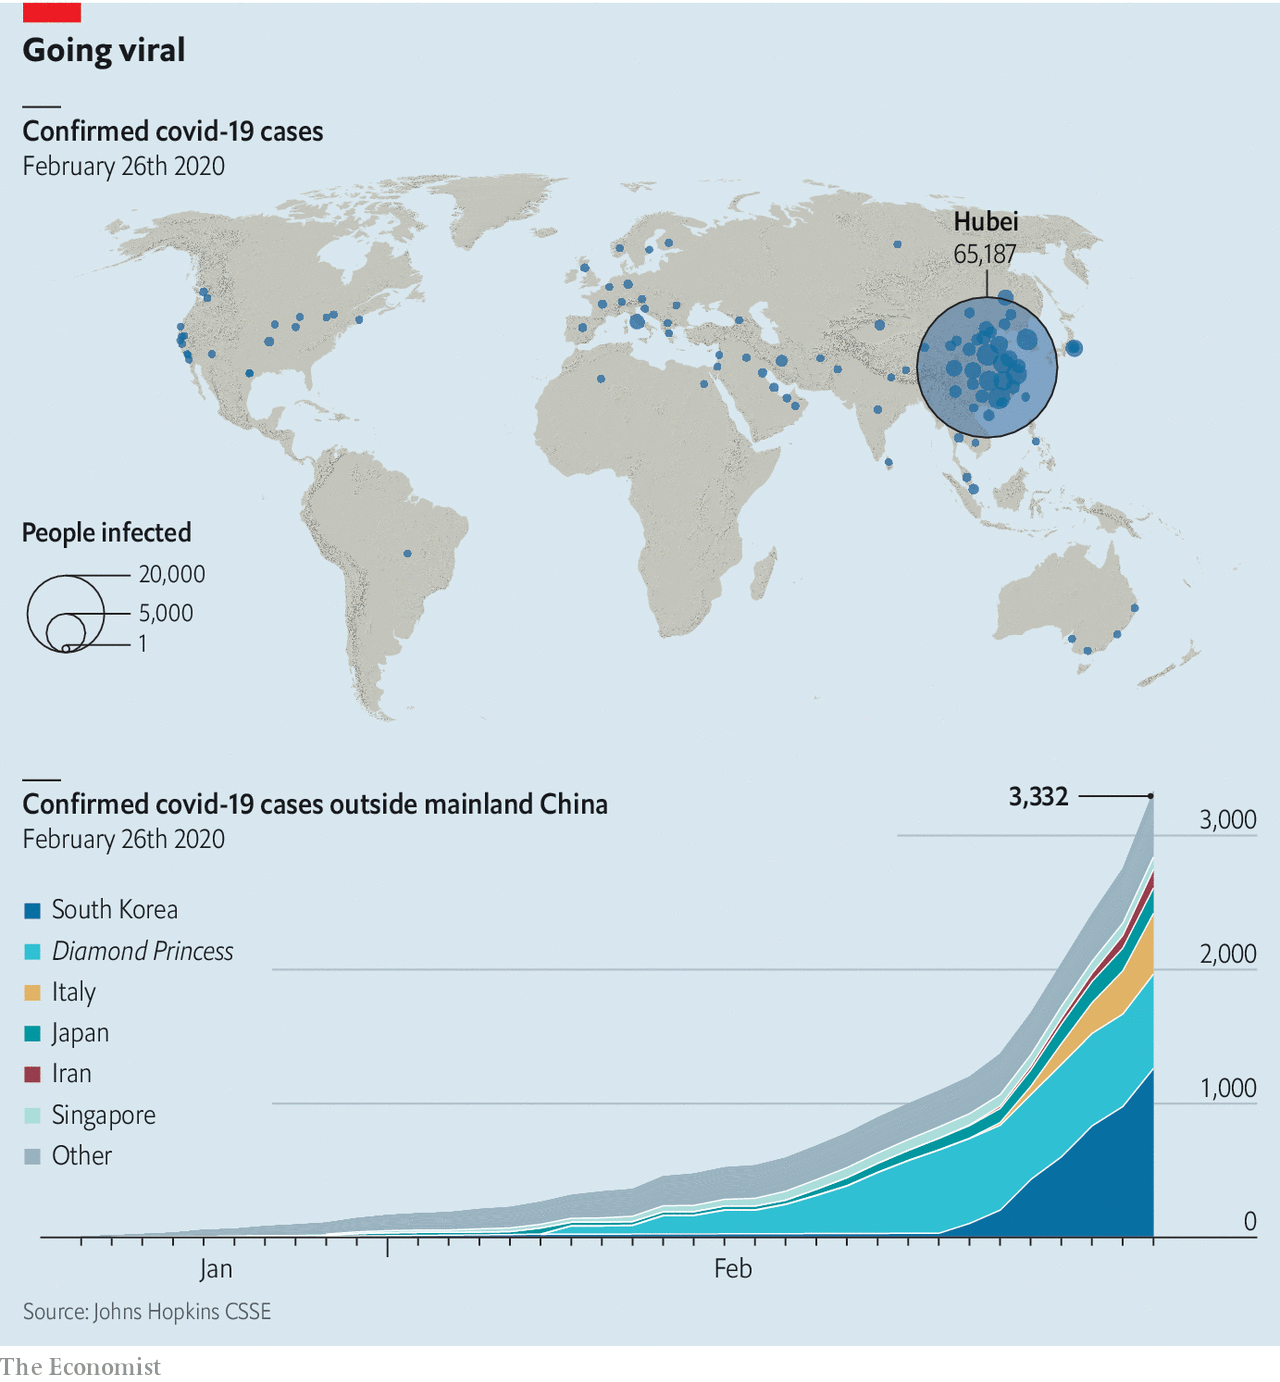 Going viral
Confirmed covid-19 cases
February 26th 2020
Hubei
65,187
People infected
20,000
5,000
1
Confirmed covid-19 cases outside mainland China
February 26th 2020
3,332
3,000
2,000
1,000
0
South Korea
Diamond Princess
Italy
Japan
Iran
Singapore
Other
Jan
Feb
Source: Johns Hopkins CSSE
The Economist